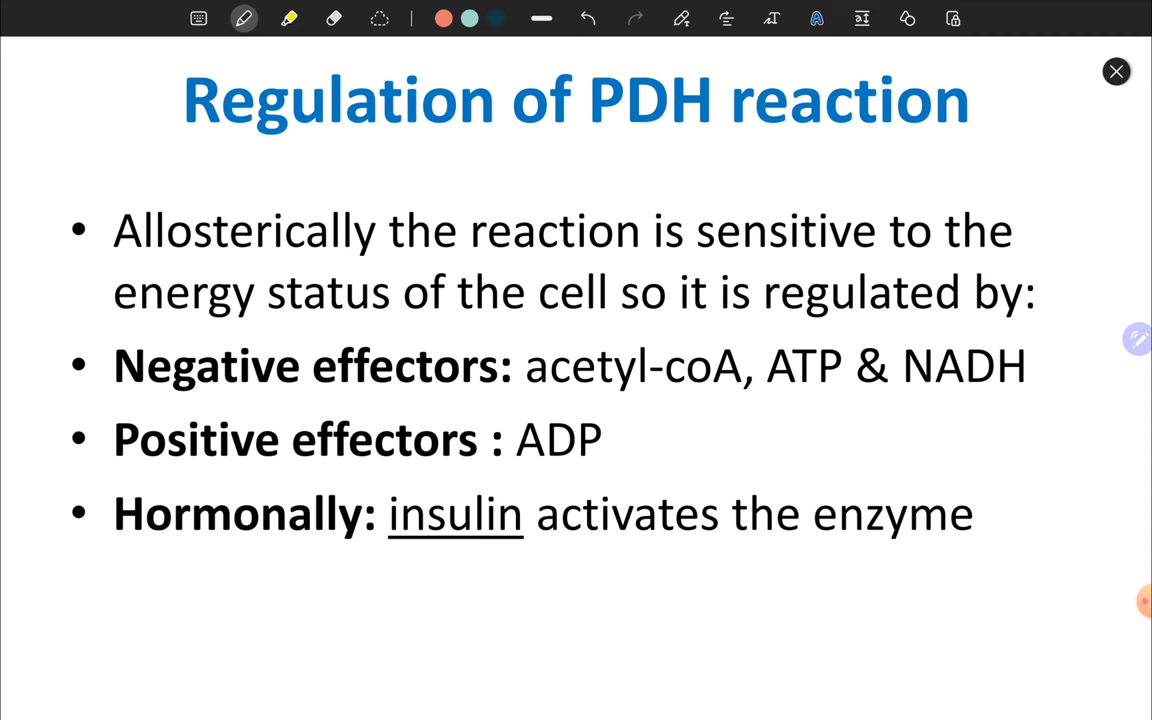 Regulation of PDH reaction
• Allosterically the reaction is sensitive to the
energy status of the cell so it is regulated by:
• Negative effectors: acetyl-coA, ATP & NADH
• Positive effectors : ADP
• Hormonally: insulin activates the enzyme